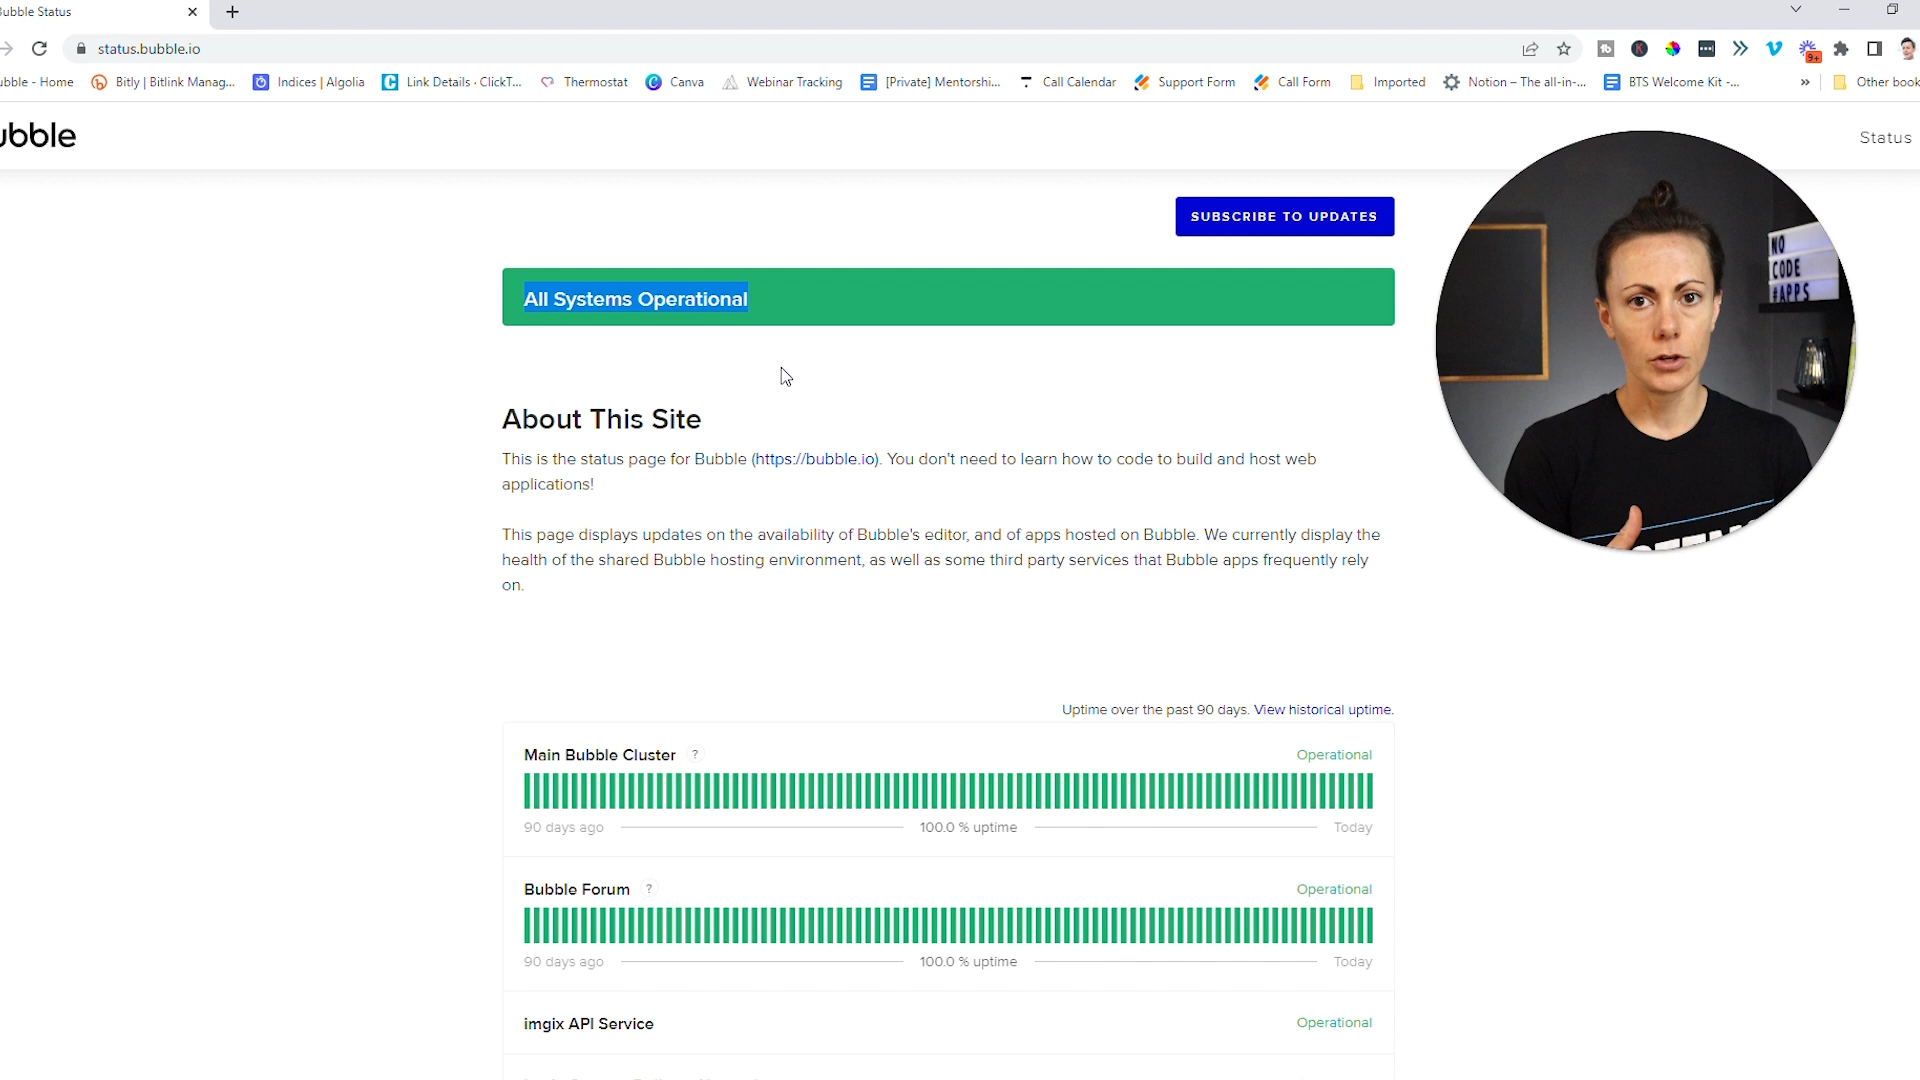 ubble Status
status.bubble.io
9+
ubble - Home
Bitly | Bitlink Manag...
Indices | Algolia
Link Details · ClickT...
Thermostat
Canva
Webinar Tracking
[Private] Mentorshi...
Call Calendar
Support Form
Call Form
Imported
Notion – The all-in-...
BTS Welcome Kit -...
»
Other book
ubble
Status
SUBSCRIBE TO UPDATES
NO
CODE
#APPS
All Systems Operational
About This Site
This is the status page for Bubble (https://bubble.io). You don't need to learn how to code to build and host web
applications!
This page displays updates on the availability of Bubble's editor, and of apps hosted on Bubble. We currently display the
health of the shared Bubble hosting environment, as well as some third party services that Bubble apps frequently rely
on.
Uptime over the past 90 days. View historical uptime.
Main Bubble Cluster ? Operational
90 days ago 100.0 % uptime Today
Bubble Forum ? Operational
90 days ago 100.0 % uptime Today
imgix API Service Operational